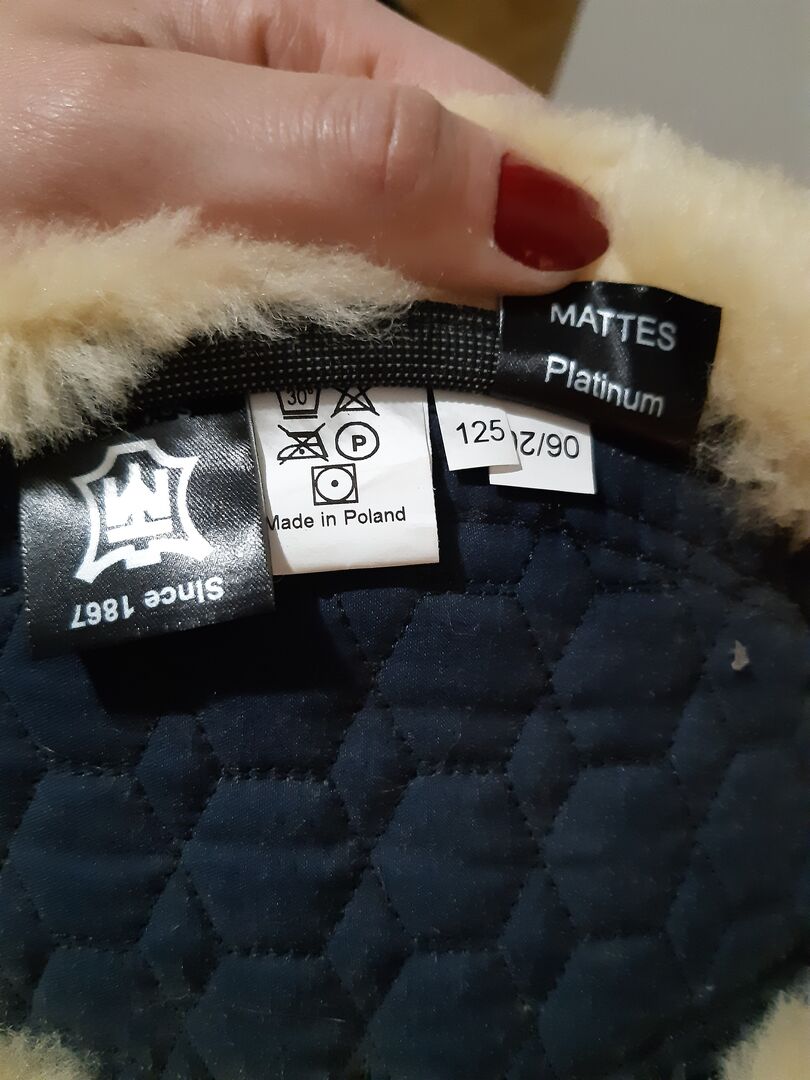 MATTES
Platinum
30°
P
125
Made in Poland
Since 1867